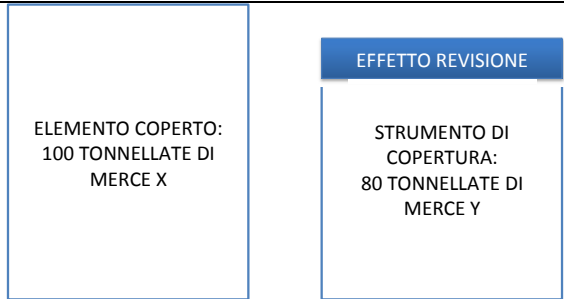 ELEMENTO COPERTO:
100 TONNELLATE DI
MERCE X
EFFETTO REVISIONE
STRUMENTO DI
COPERTURA:
80 TONNELLATE DI
MERCE Y